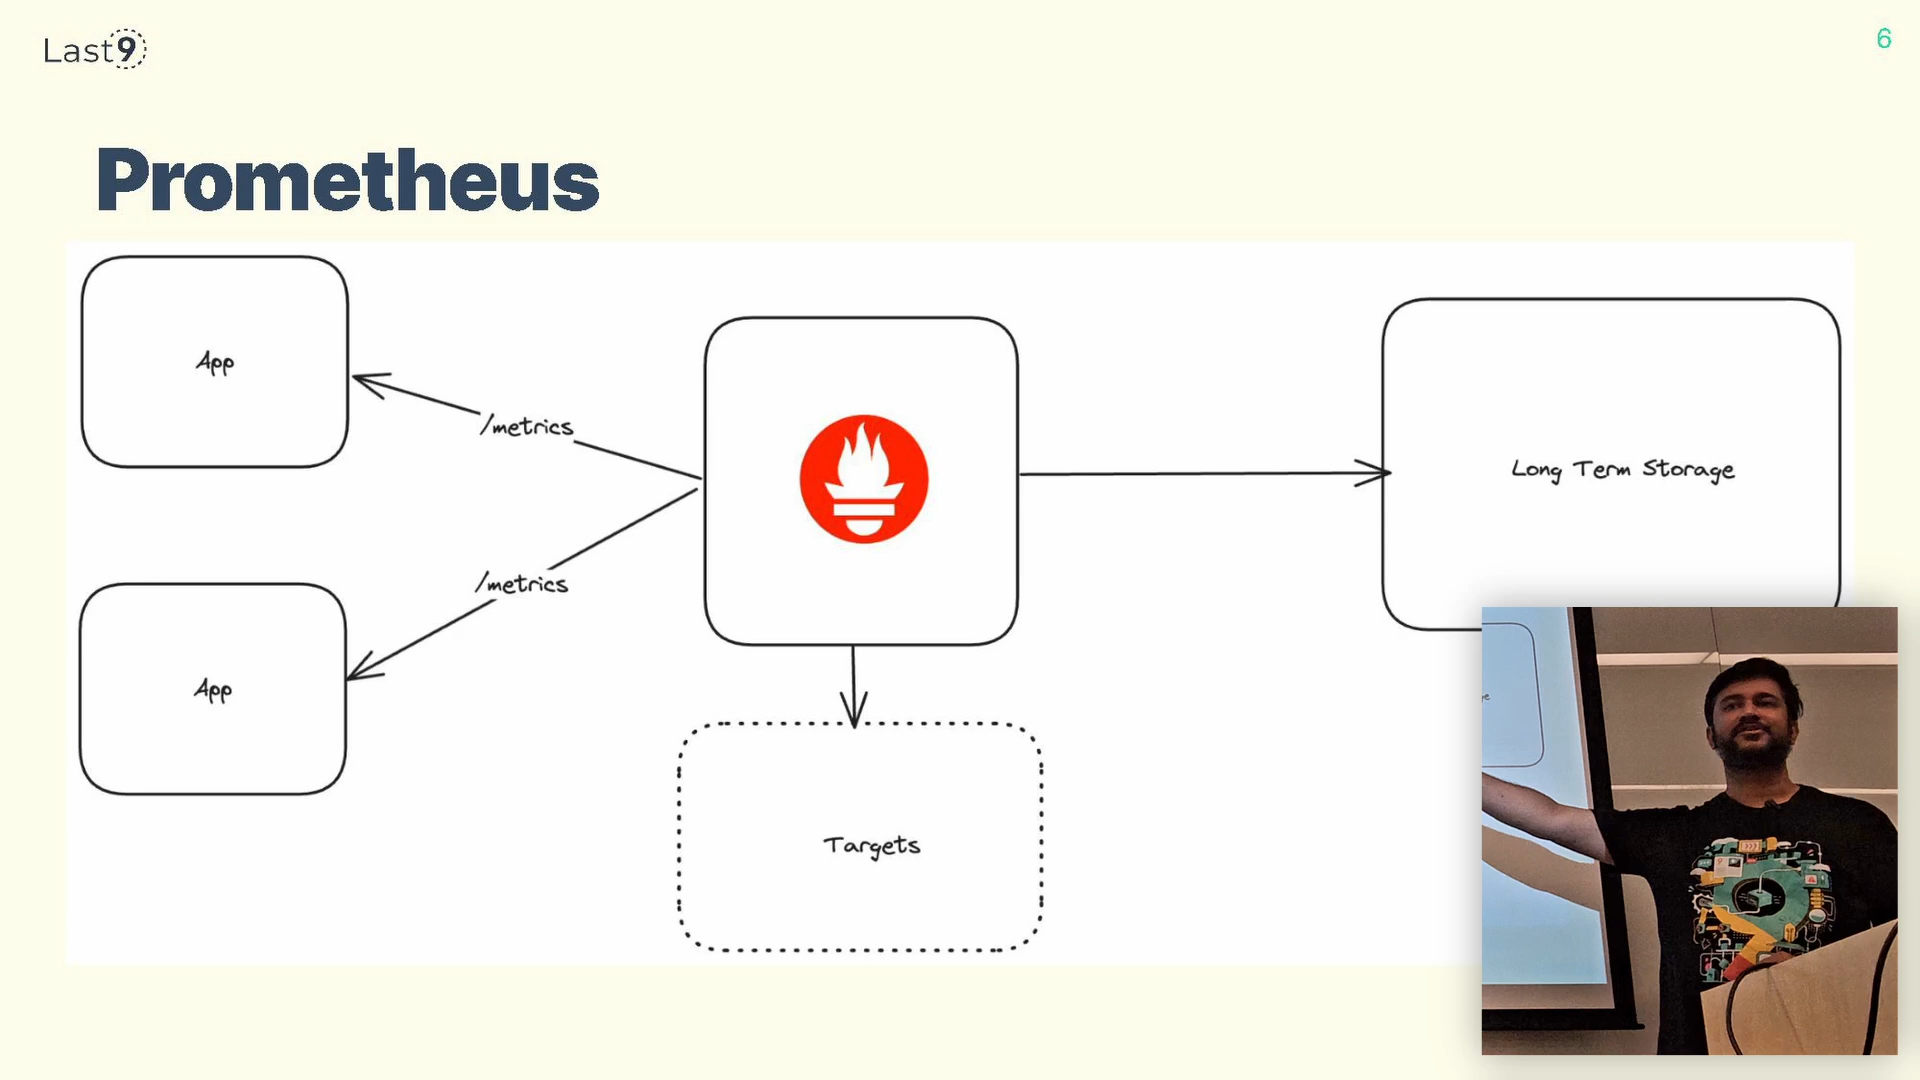 Last9
6
Prometheus
App
/metrics
Long Term Storage
/metrics
App
Targets